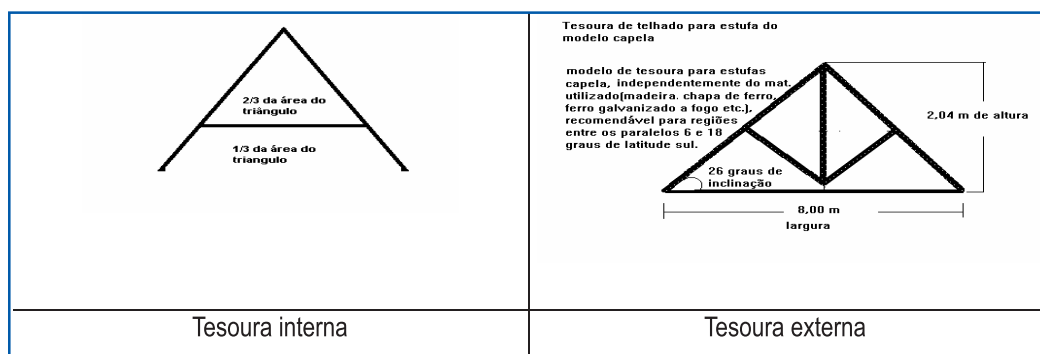 2/3 da área do
triângulo
1/3 da área do
triangulo
Tesoura de telhado para estufa do
modelo capela
modelo de tesoura para estufas
capela, independentemente do mat.
utilizado(madeira. chapa de ferro,
ferro galvanizado a fogo etc.),
recomendável para regiões
entre os paralelos 6 e 18
graus de latitude sul.
2,04 m de altura
26 graus de
inclinação
8,00 m
largura
Tesoura interna
Tesoura externa